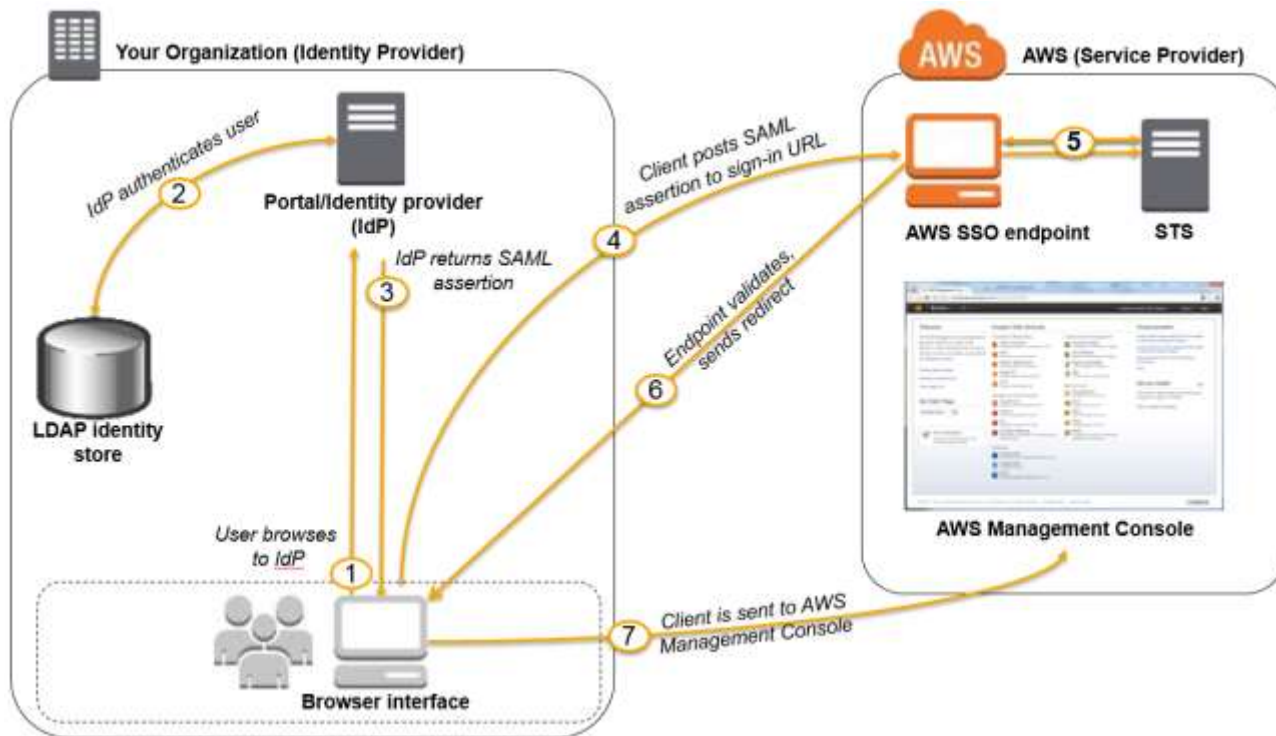 Your Organization (Identity Provider)
AWS
AWS (Service Provider)
IdP authenticates user
2
Portal/Identity provider
(IdP)
Client posts SAML
assertion to sign-in URL
4
5
AWS SSO endpoint
STS
IdP returns SAML
assertion
3
Endpoint validates,
sends redirect
6
LDAP identity
store
AWS Management Console
User browses
to IdP
1
Client is sent to AWS
Management Console
7
Browser interface